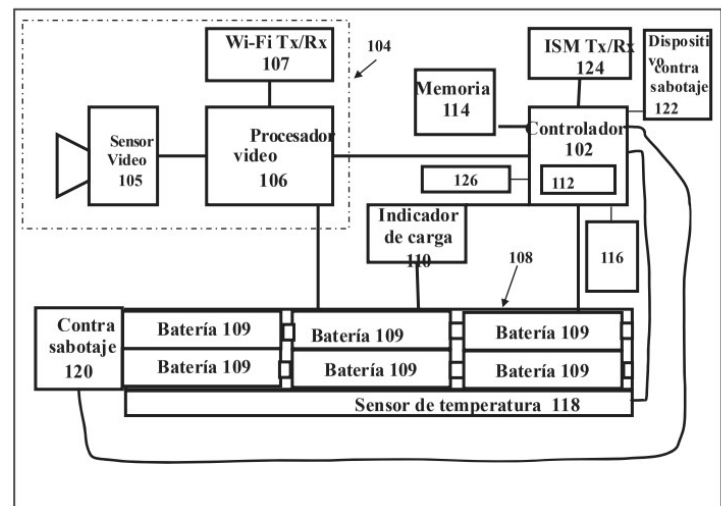 Wi-Fi Tx/Rx
107
104
ISM Tx/Rx
124
Dispositi
vo
contra
sabotaje
122
Memoria
114
Sensor
Video
105
Procesador
video
106
Controlador
102
126
112
Indicador
de carga
110
116
108
Contra
sabotaje
120
Batería 109
Batería 109
Batería 109
Batería 109
Batería 109
Batería 109
Sensor de temperatura 118